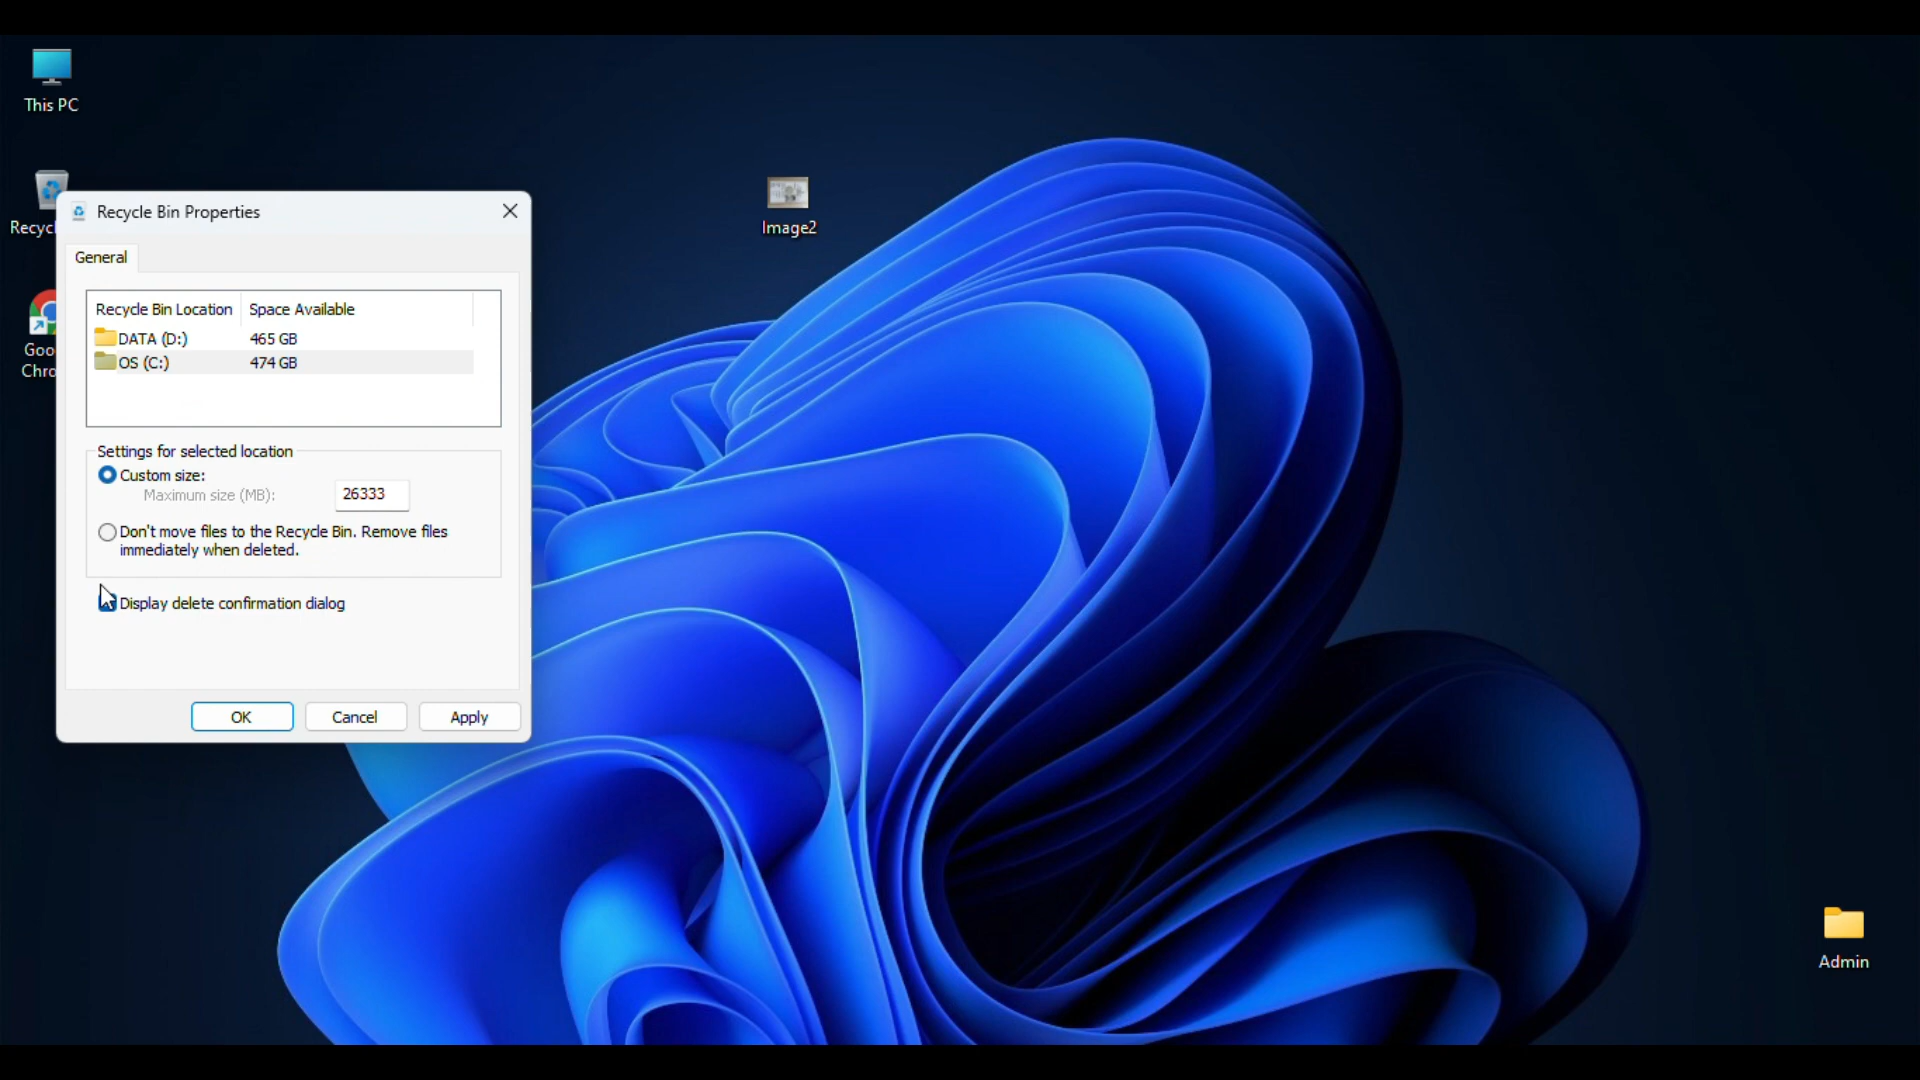 This PC
Recycl
Goo
Chro
Image2
Admin
Recycle Bin Properties
General
Recycle Bin Location Space Available
DATA (D:) 465 GB
OS (C:) 474 GB
Settings for selected location
Custom size:
Maximum size (MB): 26333
Don't move files to the Recycle Bin. Remove files
immediately when deleted.
Display delete confirmation dialog
OK Cancel Apply